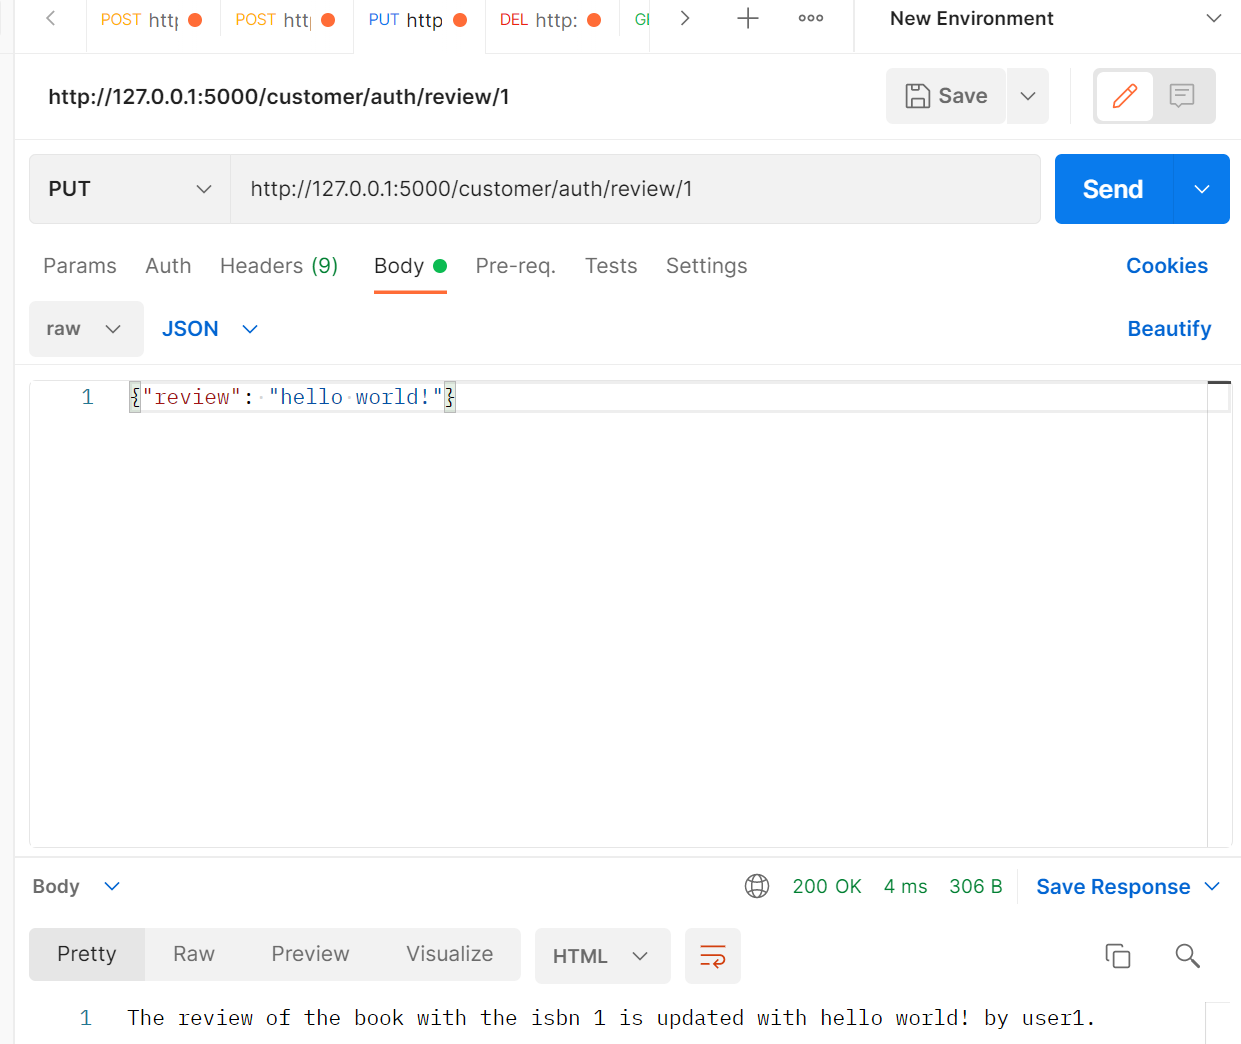 POST http POST http PUT http DEL http: GE New Environment
http://127.0.0.1:5000/customer/auth/review/1 Save
PUT http://127.0.0.1:5000/customer/auth/review/1 Send
Params Auth Headers (9) Body Pre-req. Tests Settings Cookies
raw JSON Beautify
1 {"review": "hello world!"}
Body 200 OK 4 ms 306 B Save Response
Pretty Raw Preview Visualize HTML
1 The review of the book with the isbn 1 is updated with hello world! by user1.